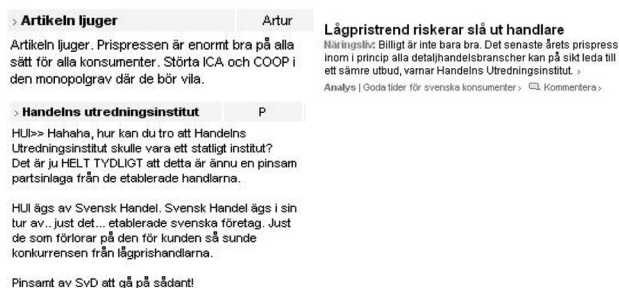 › Artikeln ljuger Artur
Artikeln ljuger. Prispressen är enormt bra på alla
sätt för alla konsumenter. Störta ICA och COOP i
den monopolgrav där de bör vila.
› Handelns utredningsinstitut P
HUI>> Hahaha, hur kan du tro att Handelns
Utredningsinstitut skulle vara ett statligt institut?
Det är ju HELT TYDLIGT att detta är ännu en pinsam
partsinlaga från de etablerade handlarna.
HUI ägs av Svensk Handel. Svensk Handel ägs i sin
tur av.. just det... etablerade svenska företag. Just
de som förlorar på den för kunden så sunde
konkurrensen från lågprishandlarna.
Pinsamt av SvD att gå på sådant!
Lågpristrend riskerar slå ut handlare
Näringsliv: Billigt är inte bara bra. Det senaste årets prispress
inom i princip alla detaljhandelsbranscher kan på sikt leda till
ett sämre utbud, varnar Handelns Utredningsinstitut. ›
Analys | Goda tider för svenska konsumenter › Kommentera ›